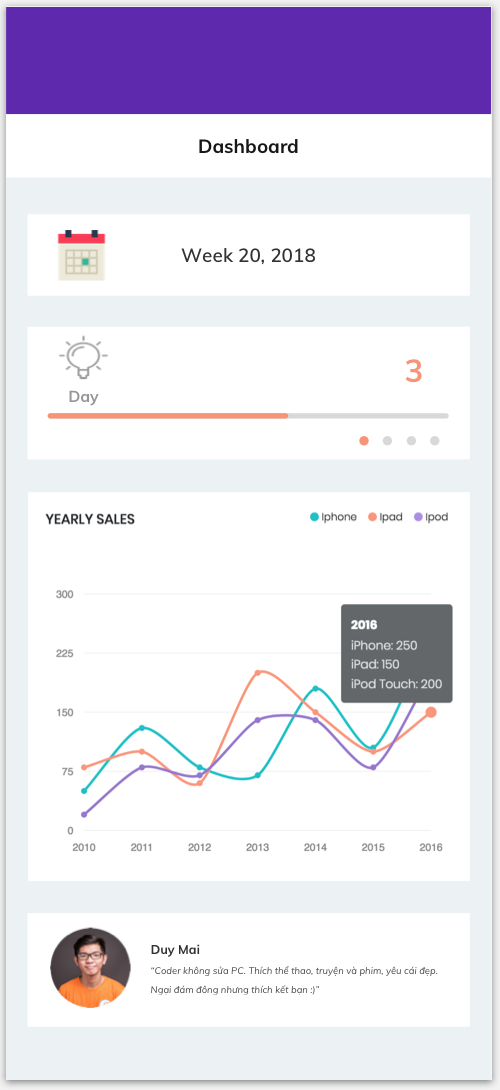 Dashboard
Week 20, 2018
3
Day
YEARLY SALES
Iphone Ipad Ipod
300
2016
iPhone: 250
225
iPad: 150
iPod Touch: 200
150
75
0
2010 2011 2012 2013 2014 2015 2016
Duy Mai
“Coder không sửa PC. Thích thể thao, truyện và phim, yêu cái đẹp.
Ngại đám đông nhưng thích kết bạn :)”